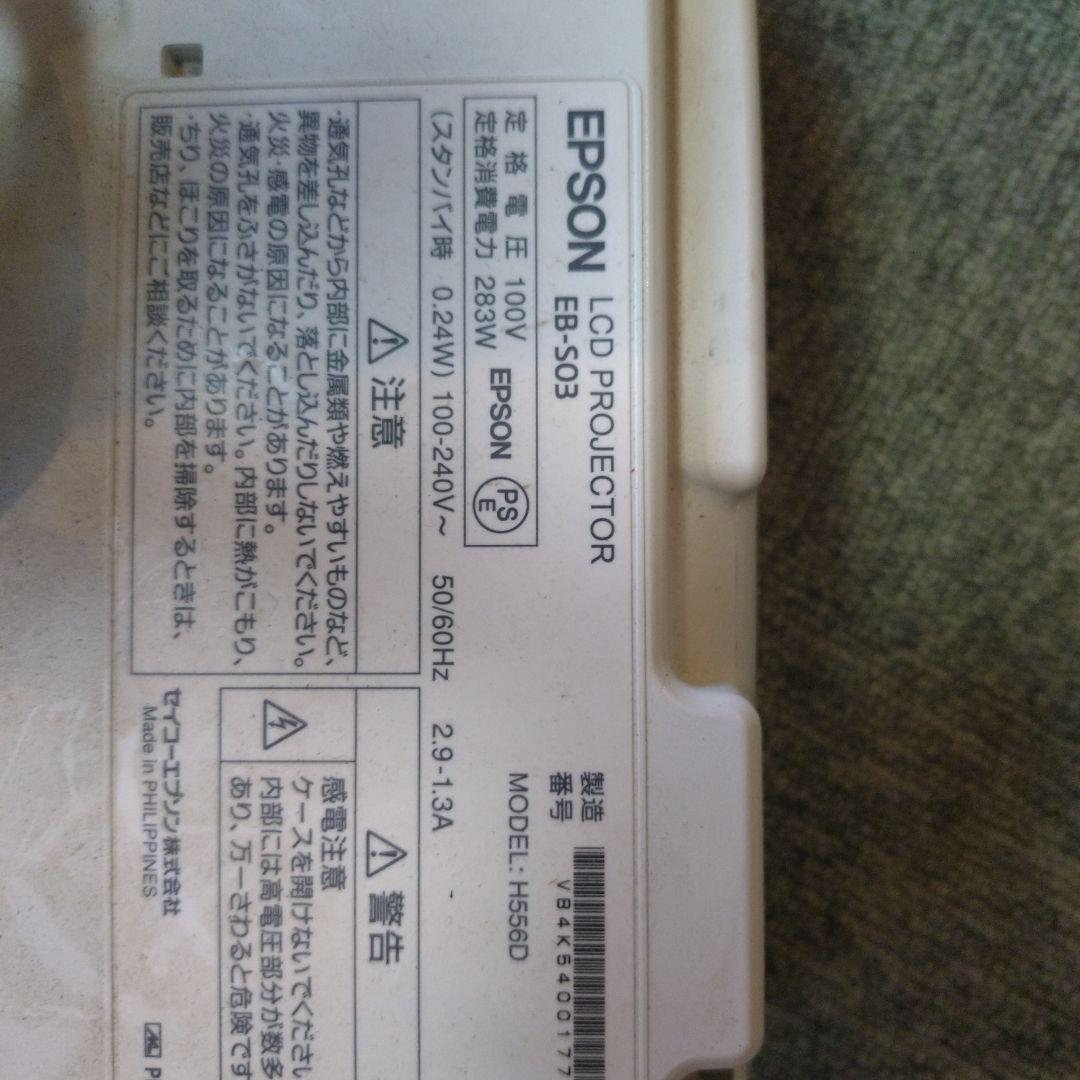 EPSON LCD PROJECTOR
EB-S03
定格電圧 100V
定格消費電力 283W
EPSON
PS
E
(スタンバイ時 0.24W) 100-240V~ 50/60Hz 2.9-1.3A
製造
番号
VB4K5400177
MODEL: H556D
注意
・通気孔などから内部に金属類や燃えやすいものなど、
異物を差し込んだり、落とし込んだりしないでください。
火災・感電の原因になることがあります。
・通気孔をふさがないでください。内部に熱がこもり、
火災の原因になることがあります。
・ちり、ほこりを取るために内部を掃除するときは、
販売店などにご相談ください。
警告
感電注意
ケースを開けないでくださ
内部には高電圧部分が数多
あり、万一さわると危険です
セイコーエプソン株式会社
Made in PHILIPPINES